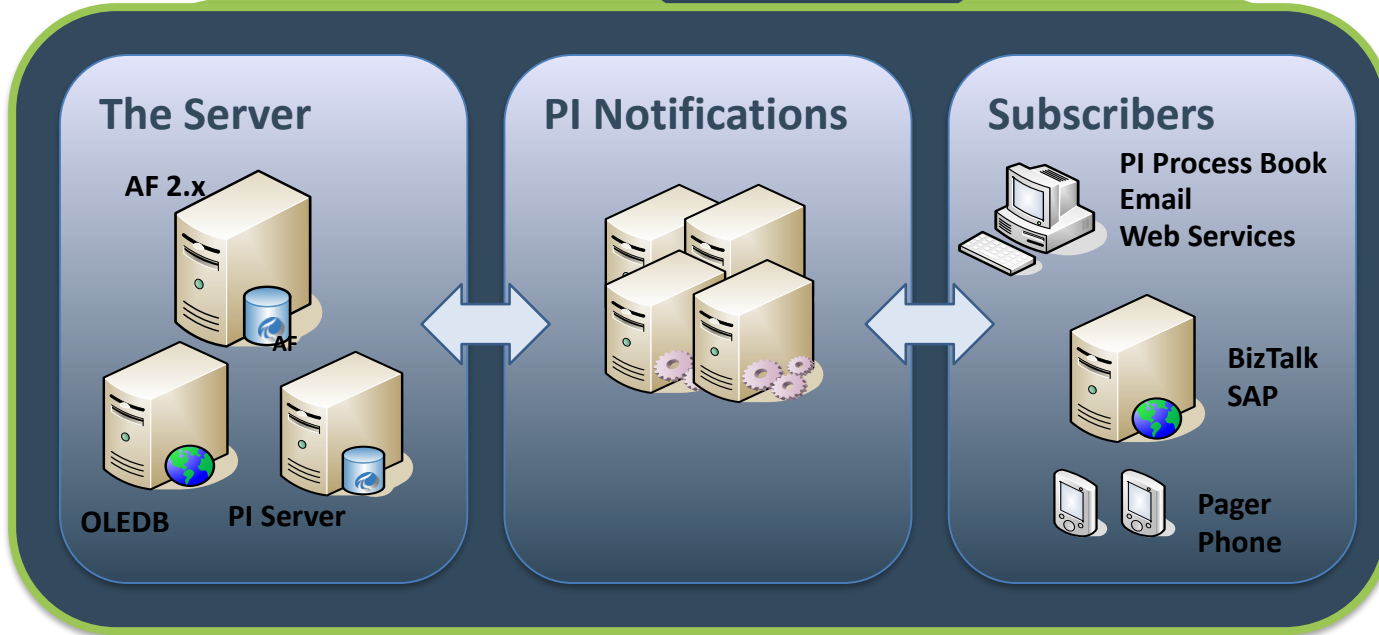 The Server
AF 2.x
AF
OLEDB
PI Server
PI Notifications
Subscribers
PI Process Book
Email
Web Services
BizTalk
SAP
Pager
Phone